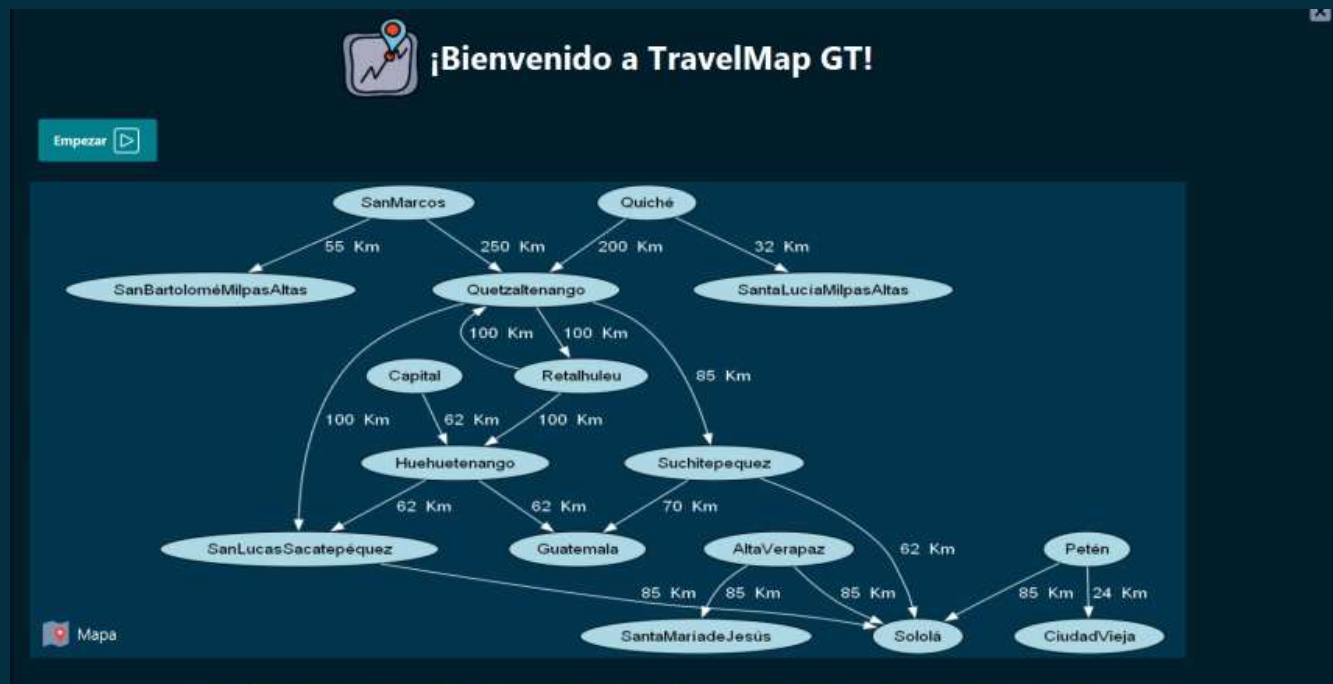 ¡Bienvenido a TravelMap GT!
Empezar
SanMarcos
Quiché
55 Km
250 Km
200 Km
32 Km
SanBartoloméMilpasAltas
Quetzaltenango
SantaLucíaMilpasAltas
100 Km
100 Km
Capital
Retalhuleu
85 Km
100 Km
62 Km
100 Km
Huehuetenango
Suchitepequez
62 Km
62 Km
70 Km
SanLucasSacatepéquez
Guatemala
AltaVerapaz
62 Km
Petén
85 Km
85 Km
85 Km
85 Km
24 Km
Mapa
SantaMaríadeJesús
Sololá
CiudadVieja